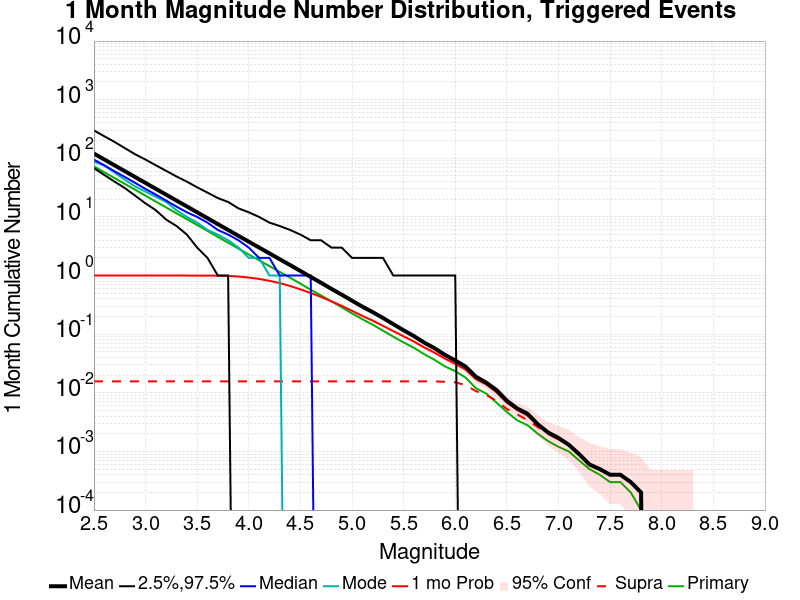 1 Month Magnitude Number Distribution, Triggered Events
1 Month Cumulative Number
10^4
10^3
10^2
10^1
10^0
10^-1
10^-2
10^-3
10^-4
2.5 3.0 3.5 4.0 4.5 5.0 5.5 6.0 6.5 7.0 7.5 8.0 8.5 9.0
Magnitude
Mean 2.5%,97.5% Median Mode 1 mo Prob 95% Conf Supra Primary